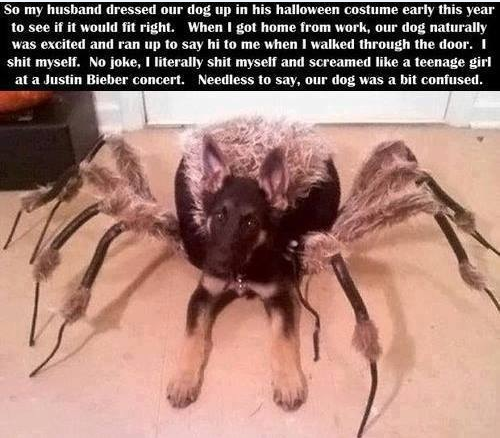 So my husband dressed our dog up in his halloween costume early this year
to see if it would fit right. When I got home from work, our dog naturally
was excited and ran up to say hi to me when I walked through the door. I
shit myself. No joke, I literally shit myself and screamed like a teenage girl
at a Justin Bieber concert. Needless to say, our dog was a bit confused.